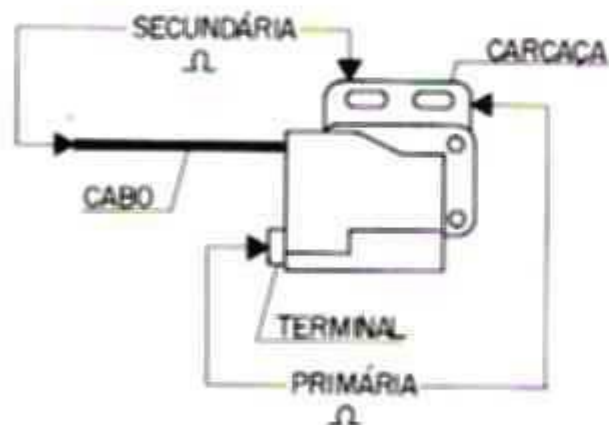 SECUNDÁRIA
Ω
CARCAÇA
CABO
TERMINAL
PRIMÁRIA
Ω